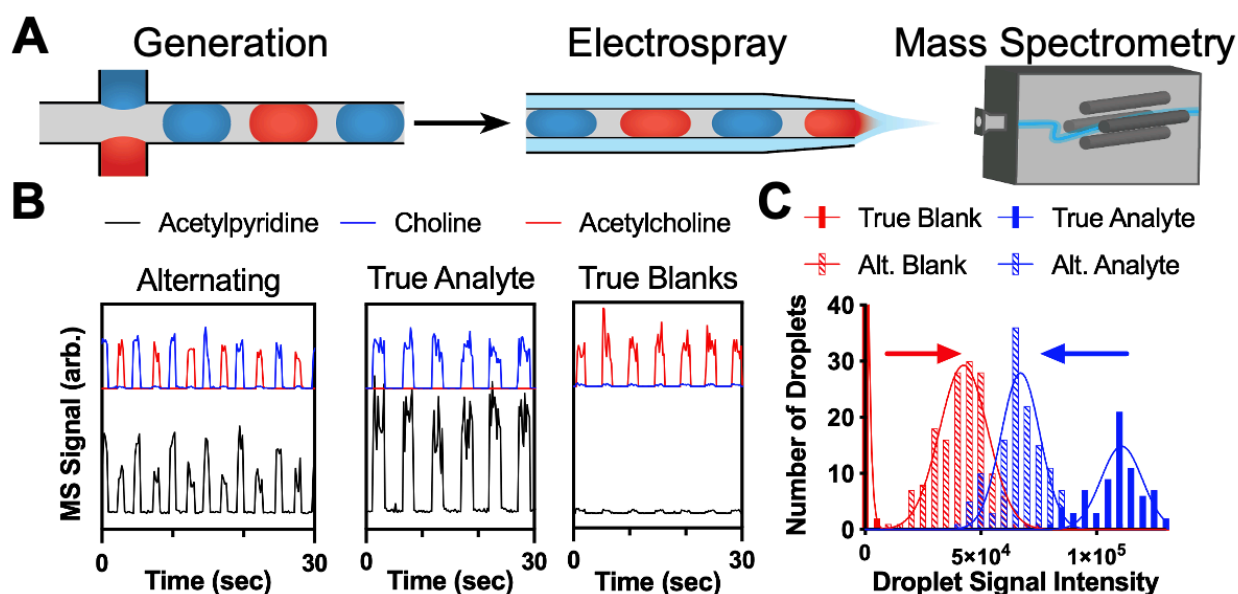 A
Generation
Electrospray
Mass Spectrometry
B
Acetylpyridine
Choline
Acetylcholine
Alternating
True Analyte
True Blanks
MS Signal (arb.)
0
30
Time (sec)
0
30
Time (sec)
0
30
Time (sec)
C
True Blank
True Analyte
Alt. Blank
Alt. Analyte
Number of Droplets
40
30
20
10
0
0
5×10⁴
1×10⁵
Droplet Signal Intensity